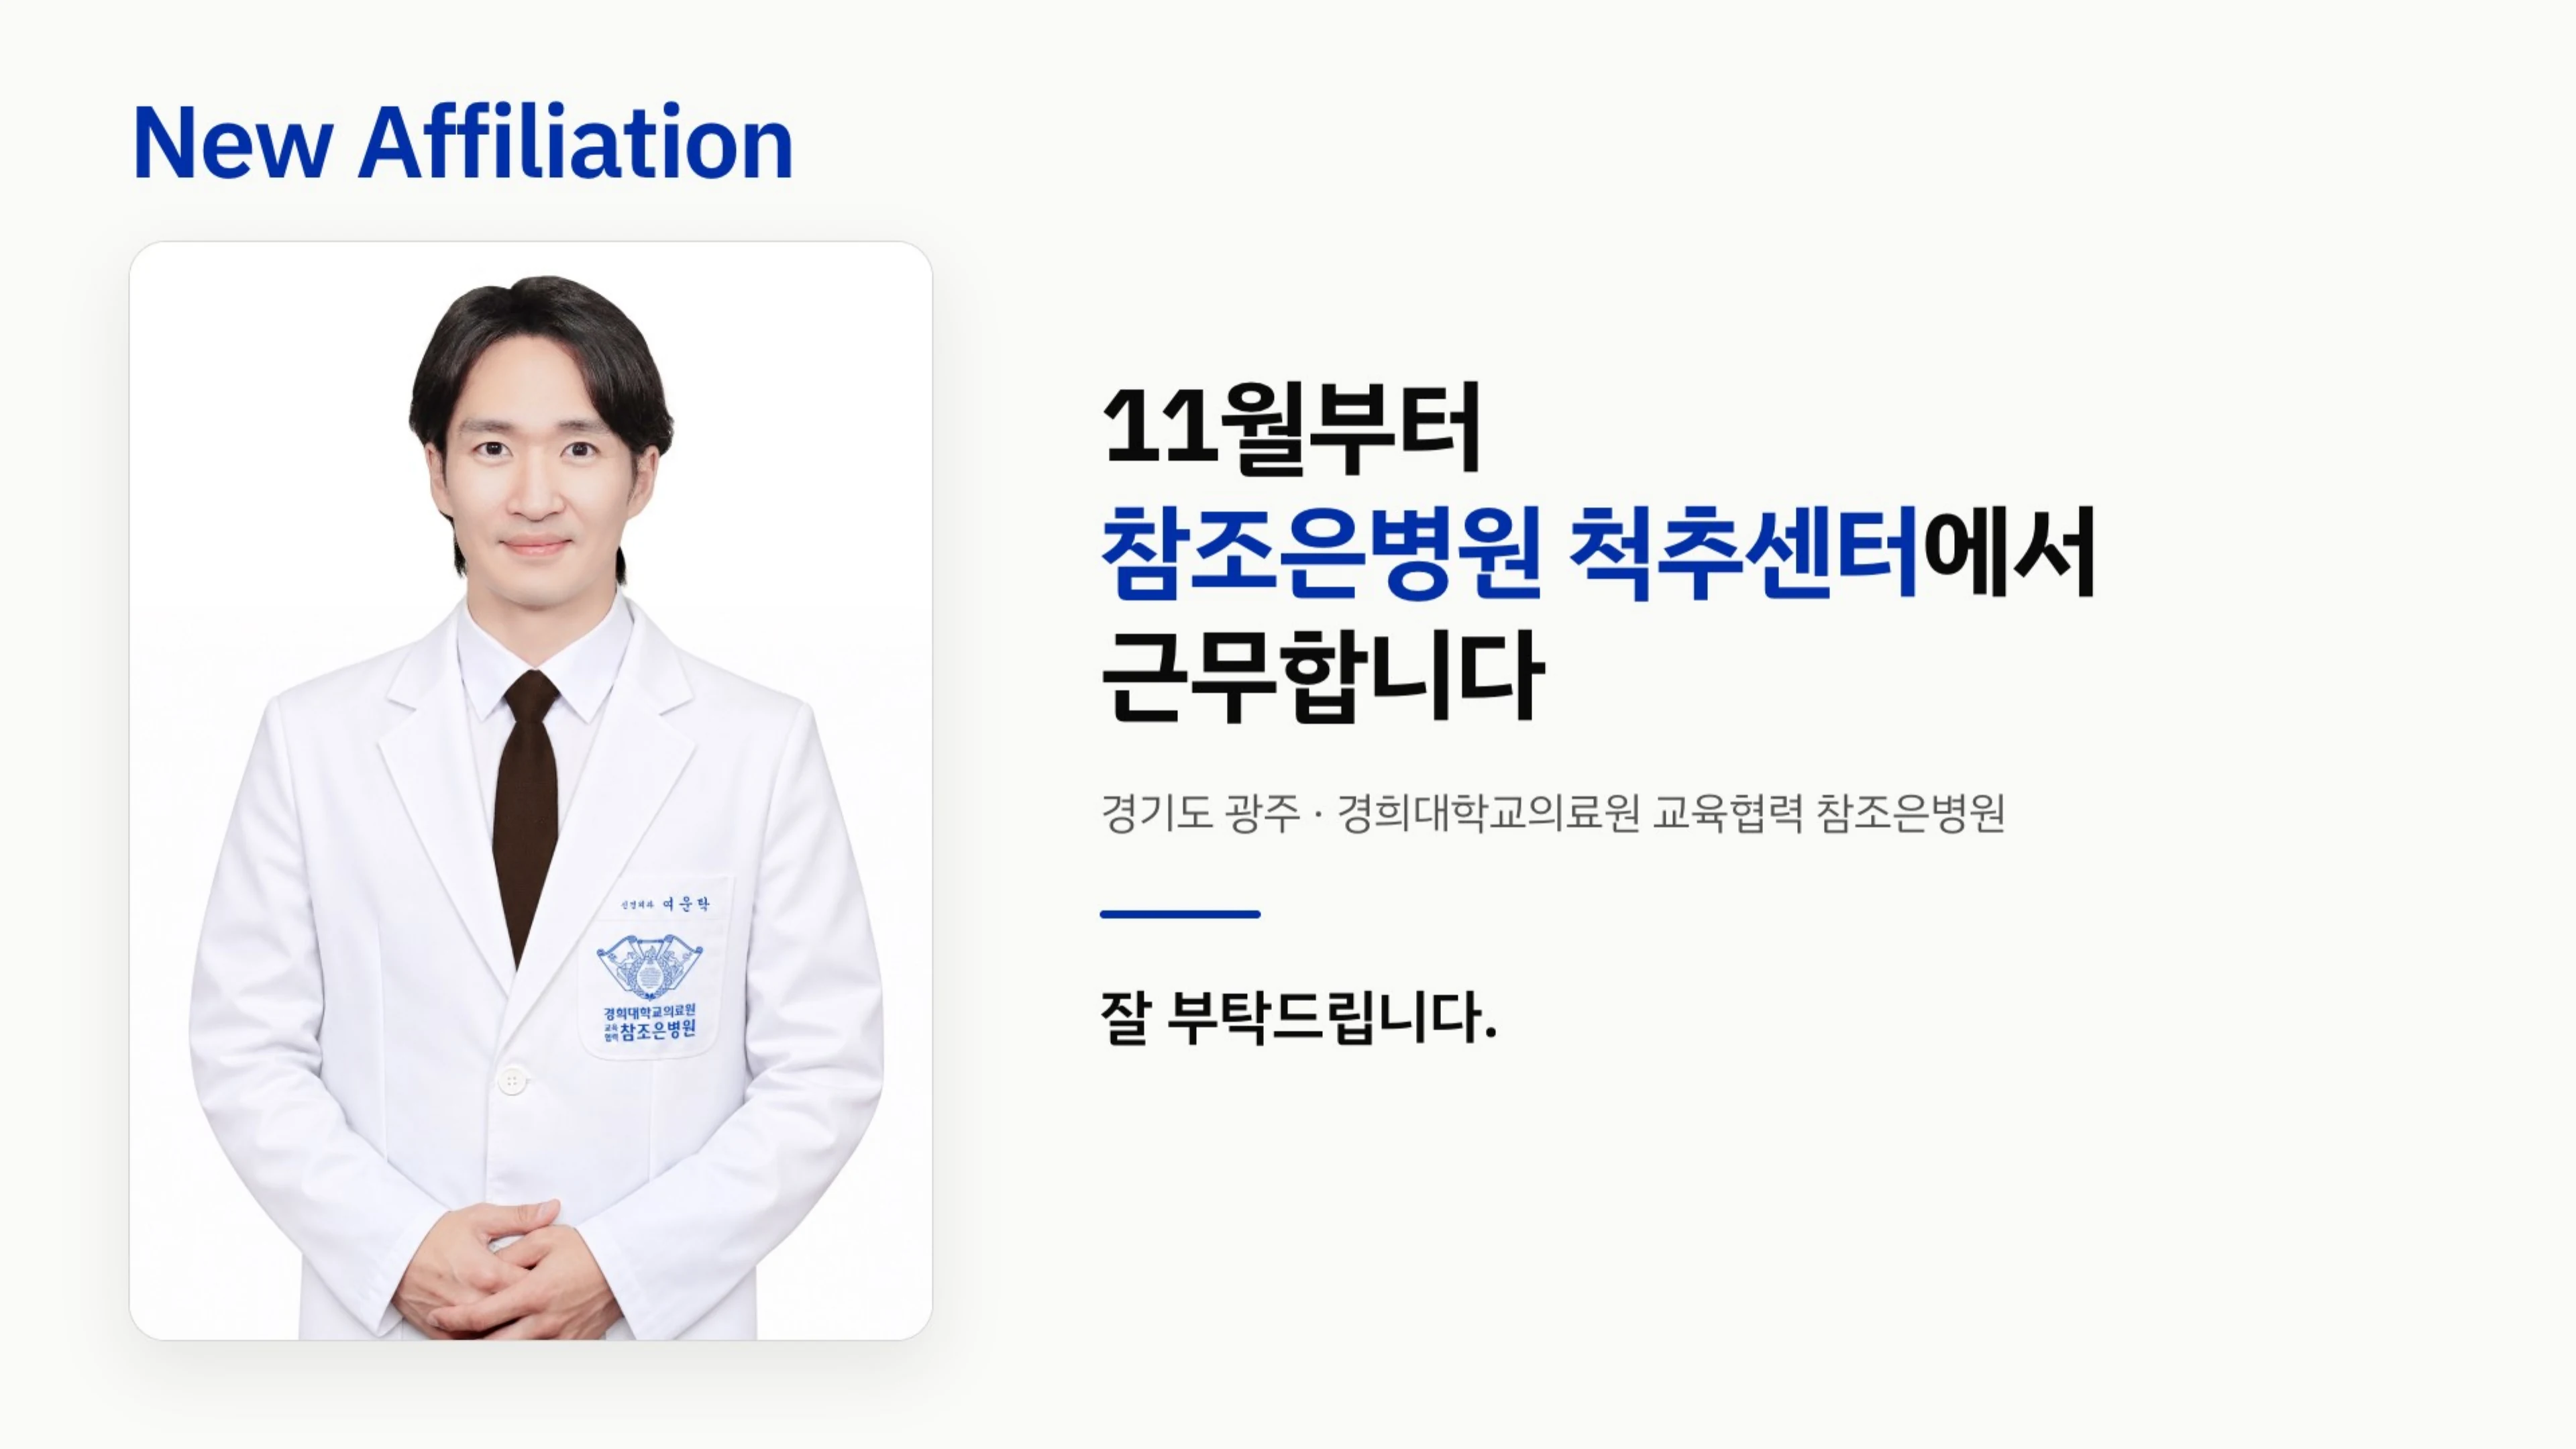 New Affiliation
11월부터
참조은병원 척추센터에서
근무합니다
경기도 광주 · 경희대학교의료원 교육협력 참조은병원
잘 부탁드립니다.
신경외과 여운탁
경희대학교의료원
교육협력 참조은병원